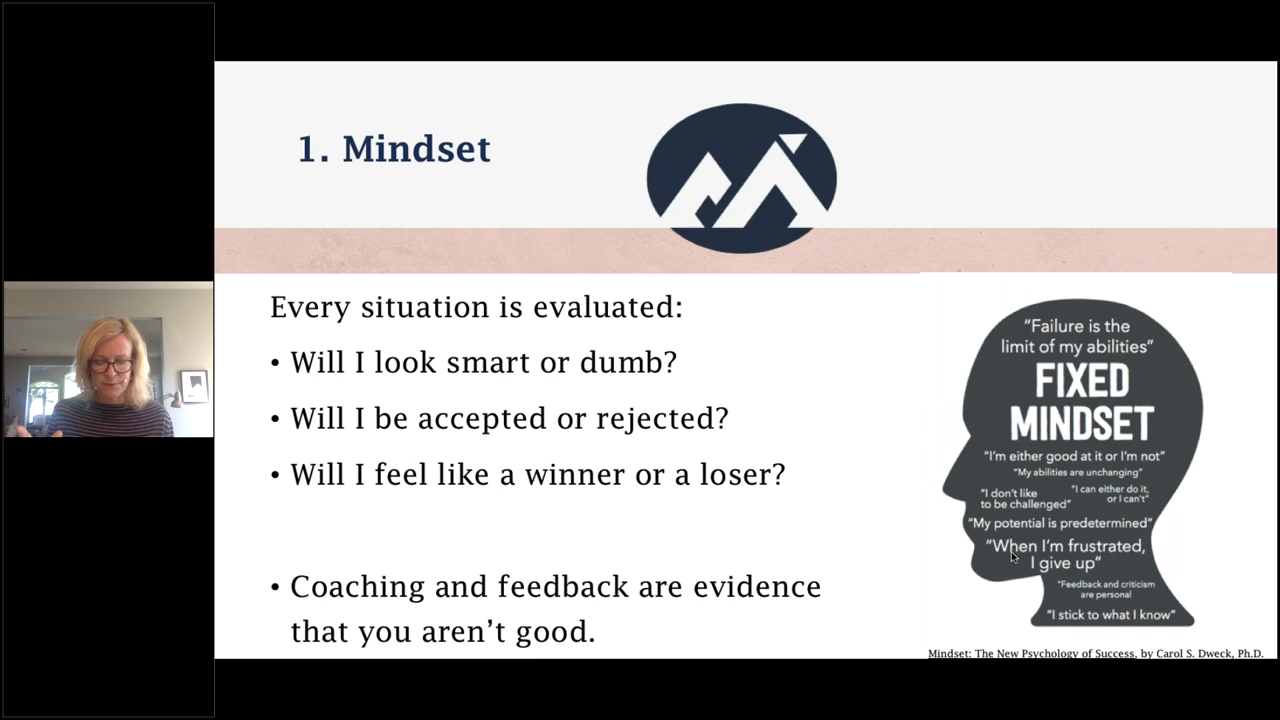 1. Mindset
Every situation is evaluated:
• Will I look smart or dumb?
• Will I be accepted or rejected?
• Will I feel like a winner or a loser?
• Coaching and feedback are evidence
that you aren’t good.
“Failure is the
limit of my abilities”
FIXED
MINDSET
“I’m either good at it or I’m not”
“My abilities are unchanging”
“I don’t like
to be challenged”
“I can either do it,
or I can’t”
“My potential is predetermined”
“When I’m frustrated,
I give up”
“Feedback and criticism
are personal
“I stick to what I know”
Mindset: The New Psychology of Success, by Carol S. Dweck, Ph.D.